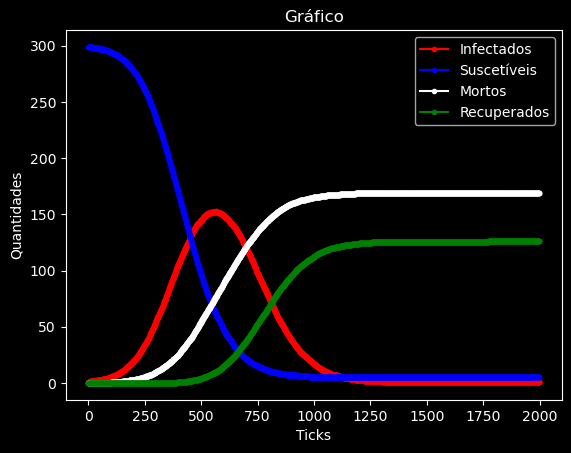 Gráfico
Infectados
Suscetíveis
Mortos
Recuperados
Quantidades
300
250
200
150
100
50
0
0 250 500 750 1000 1250 1500 1750 2000
Ticks